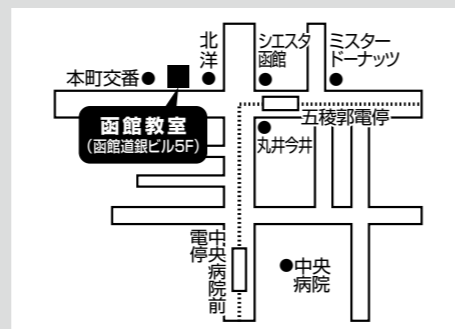 北洋
シエスタ
函館
ミスター
ドーナッツ
本町交番
函館教室
(函館道銀ビル5F)
五稜郭電停
丸井今井
中央病院前
電停
中央
病院